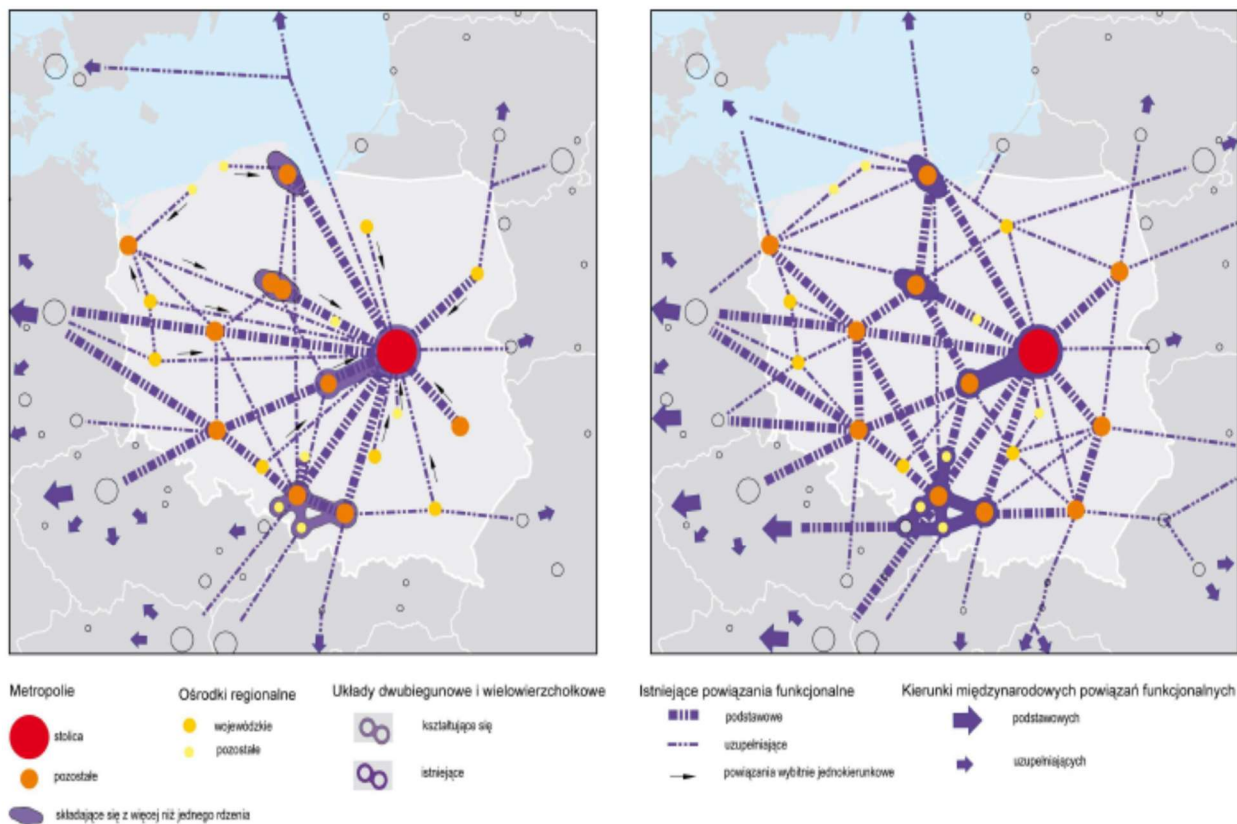 Metropolie
stolica
pozostałe
składające się z więcej niż jednego rdzenia
Ośrodki regionalne
wojewódzkie
pozostałe
Układy dwubiegunowe i wielowierzchołkowe
kształtujące się
istniejące
Istniejące powiązania funkcjonalne
podstawowe
uzupełniające
powiązania wybitnie jednokierunkowe
Kierunki międzynarodowych powiązań funkcjonalnych
podstawowych
uzupełniających